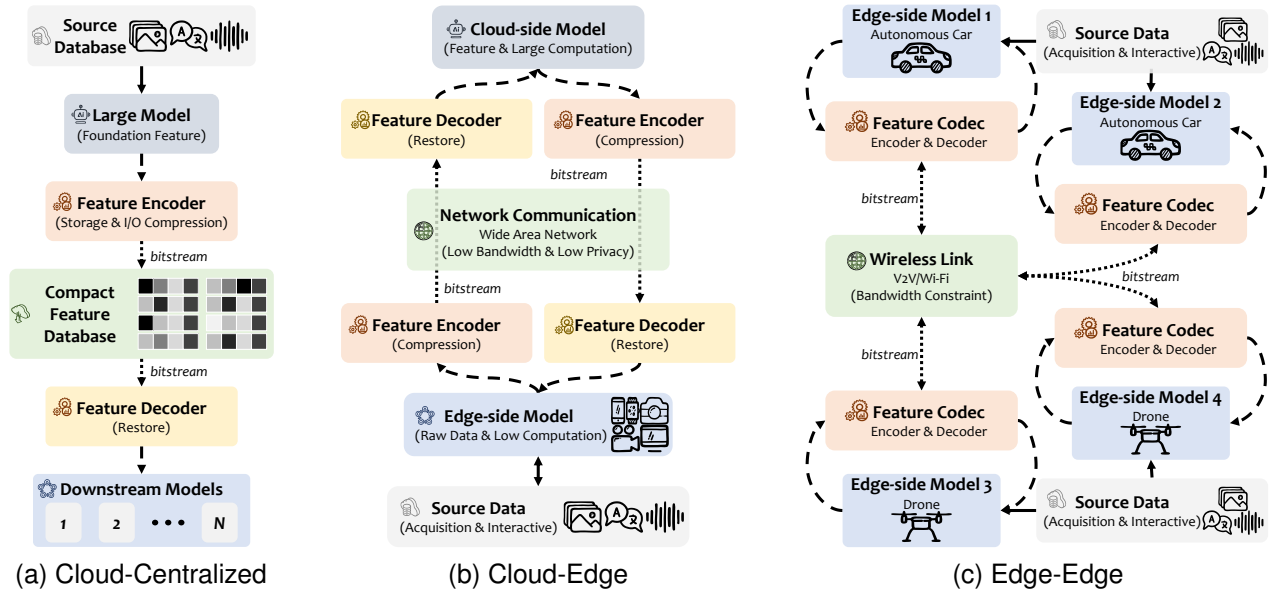 Source
Database
Large Model
(Foundation Feature)
Feature Encoder
(Storage & I/O Compression)
bitstream
Compact
Feature
Database
bitstream
Feature Decoder
(Restore)
Downstream Models
1 2 ••• N
(a) Cloud-Centralized
Cloud-side Model
(Feature & Large Computation)
Feature Decoder
(Restore)
Feature Encoder
(Compression)
bitstream
Network Communication
Wide Area Network
(Low Bandwidth & Low Privacy)
bitstream
Feature Encoder
(Compression)
Feature Decoder
(Restore)
Edge-side Model
(Raw Data & Low Computation)
Source Data
(Acquisition & Interactive)
(b) Cloud-Edge
Edge-side Model 1
Autonomous Car
Source Data
(Acquisition & Interactive)
Feature Codec
Encoder & Decoder
Edge-side Model 2
Autonomous Car
bitstream
Feature Codec
Encoder & Decoder
Wireless Link
V2V/Wi-Fi
(Bandwidth Constraint)
bitstream
Feature Codec
Encoder & Decoder
bitstream
Feature Codec
Encoder & Decoder
Edge-side Model 4
Drone
Edge-side Model 3
Drone
Source Data
(Acquisition & Interactive)
(c) Edge-Edge